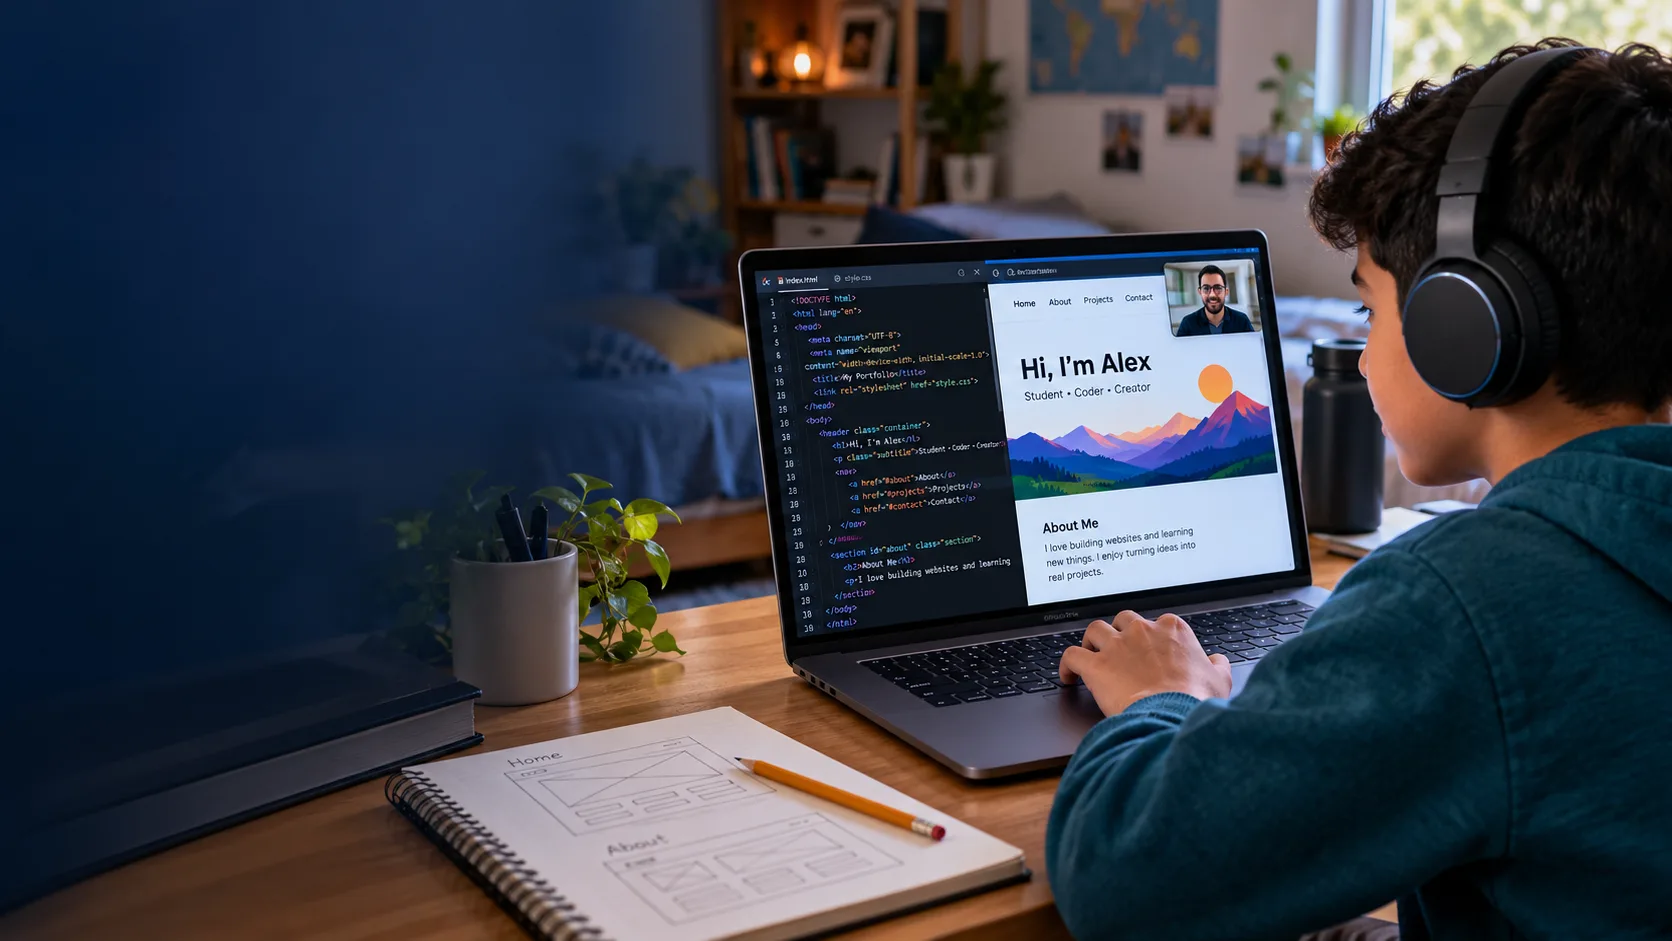 index.html
style.css
<!DOCTYPE html>
<html lang="en">
<head>
<meta charset="UTF-8">
<meta name="viewport"
initial-scale=1.0">
<title>My Portfolio</title>
<link rel="stylesheet" href="style.css">
</head>
<body>
<header class="container">
<h1>Hi, I'm Alex</h1>
<p class="subtitle">Student • Coder • Creator
<nav>
<a href="#about">About</a>
<a href="#projects">Projects</a>
<a href="#contact">Contact</a>
</nav>
<section id="about" class="section">
<h2>About Me
<p>I love building websites and learning
</section>
</body>
</html>
Home About Projects Contact
Hi, I'm Alex
Student • Coder • Creator
About Me
I love building websites and learning
new things. I enjoy turning ideas into
real projects.
Home
About